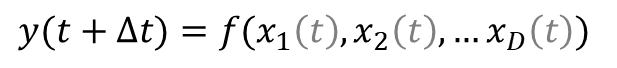 y(t + Δt) = f(x₁(t), x₂(t), … x_D(t))